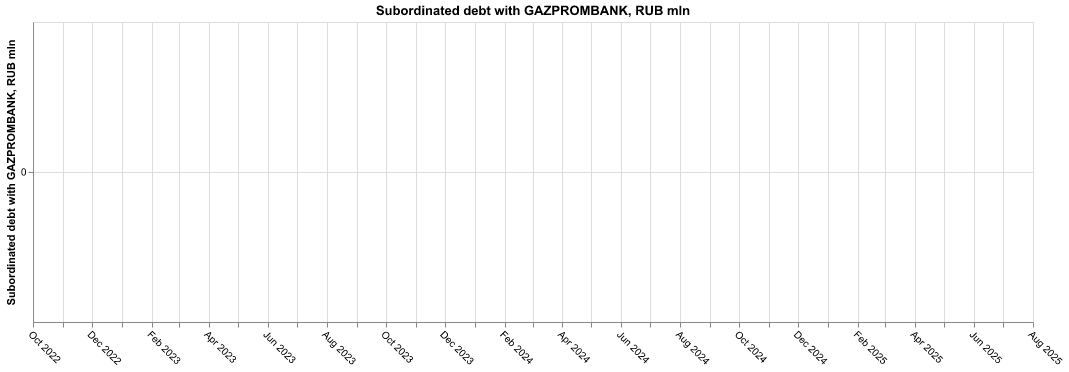 Subordinated debt with GAZPROMBANK, RUB mln
Subordinated debt with GAZPROMBANK, RUB mln
0
Oct 2022
Dec 2022
Feb 2023
Apr 2023
Jun 2023
Aug 2023
Oct 2023
Dec 2023
Feb 2024
Apr 2024
Jun 2024
Aug 2024
Oct 2024
Dec 2024
Feb 2025
Apr 2025
Jun 2025
Aug 2025